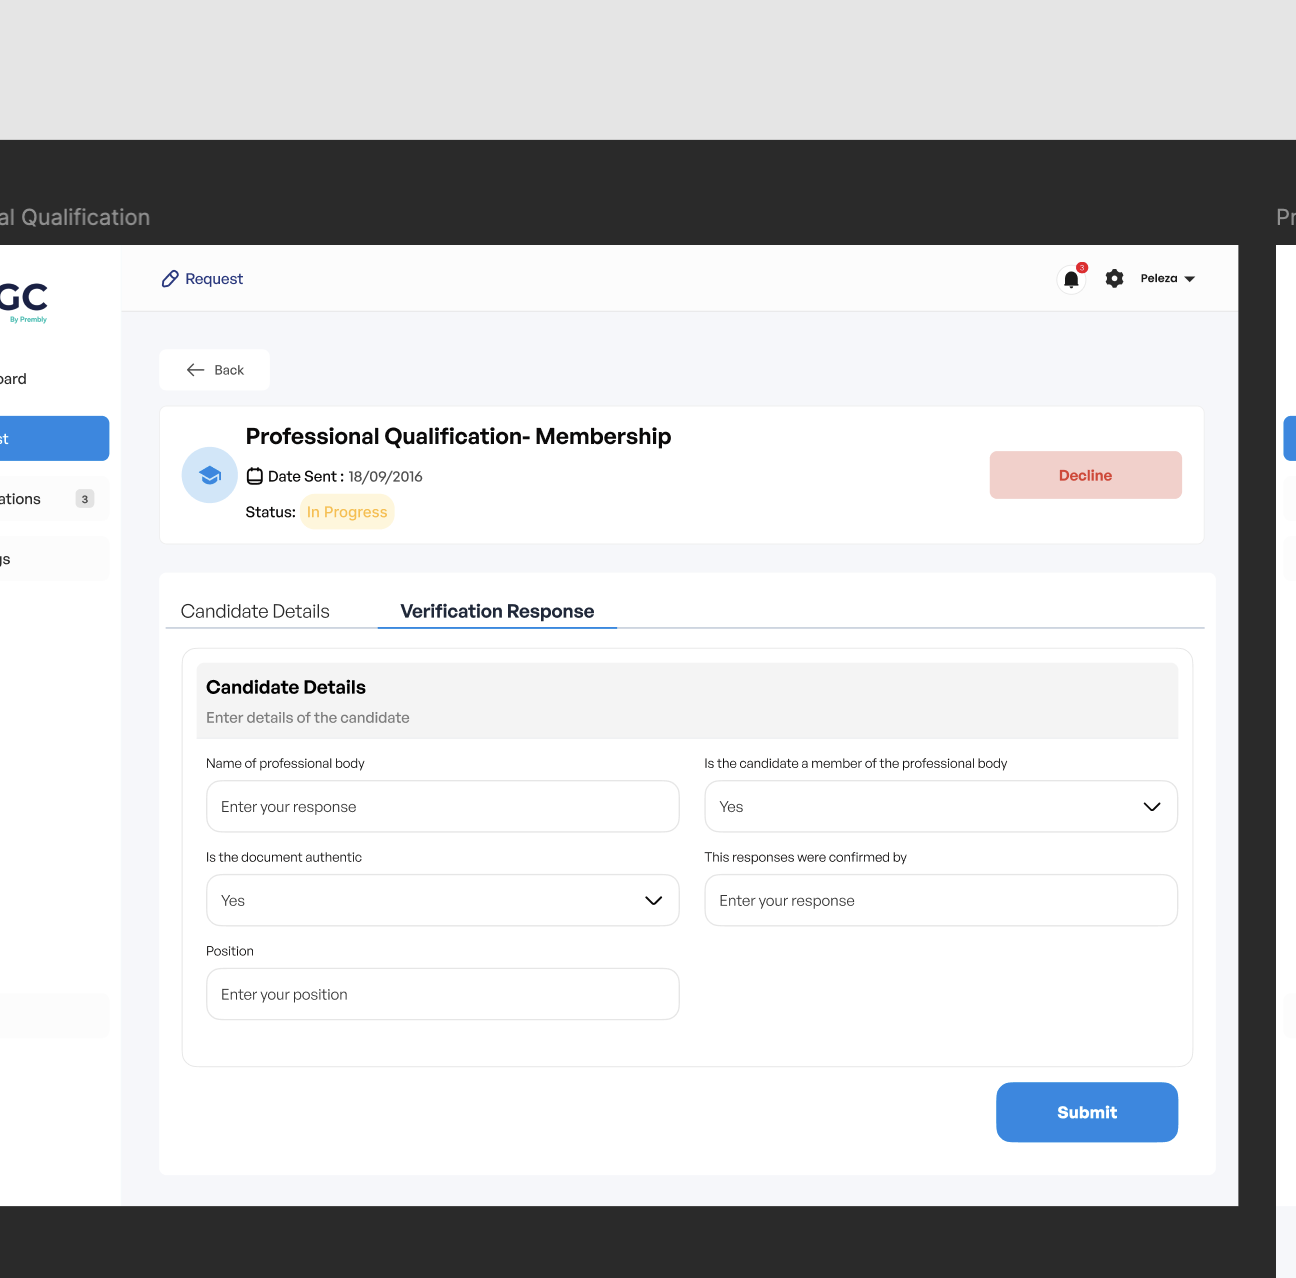 al Qualification
Pr
GC
By Prembly
Request
3
Peleza
oard
st
ations
3
gs
Back
Professional Qualification- Membership
Date Sent : 18/09/2016
Status: In Progress
Decline
Candidate Details
Verification Response
Candidate Details
Enter details of the candidate
Name of professional body
Is the candidate a member of the professional body
Enter your response
Yes
Is the document authentic
This responses were confirmed by
Yes
Enter your response
Position
Enter your position
Submit